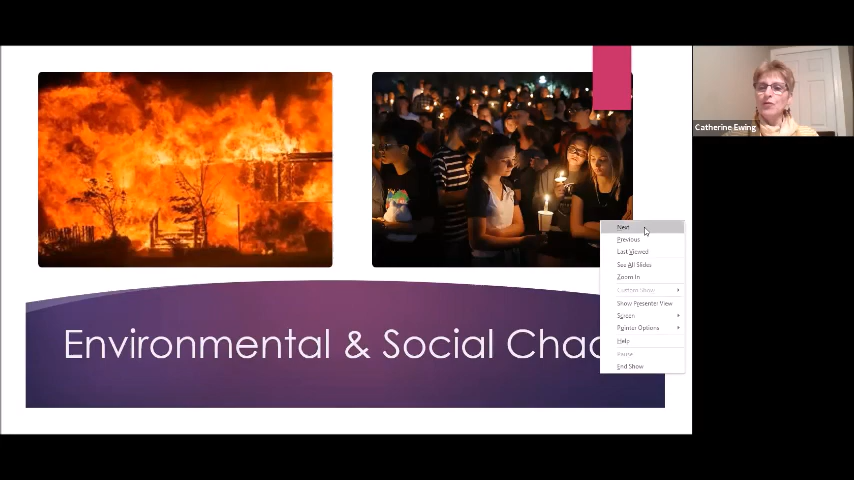 Catherine Ewing
Next
Previous
Last Viewed
See All Slides
Zoom In
Custom Show
Show Presenter View
Screen
Pointer Options
Help
Pause
End Show
Environmental & Social Chao